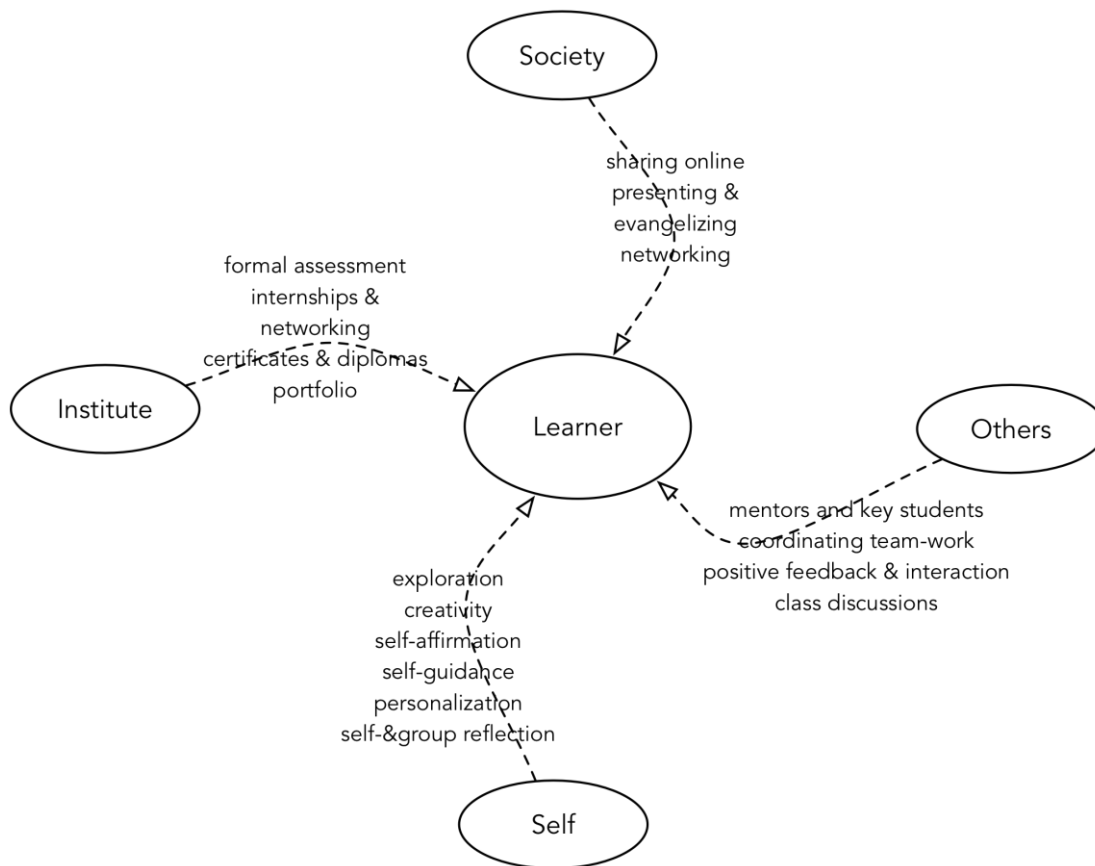 Society
sharing online
presenting &
evangelizing
networking
formal assessment
internships &
networking
certificates & diplomas
portfolio
Institute
Learner
Others
mentors and key students
coordinating team-work
positive feedback & interaction
class discussions
exploration
creativity
self-affirmation
self-guidance
personalization
self-&group reflection
Self